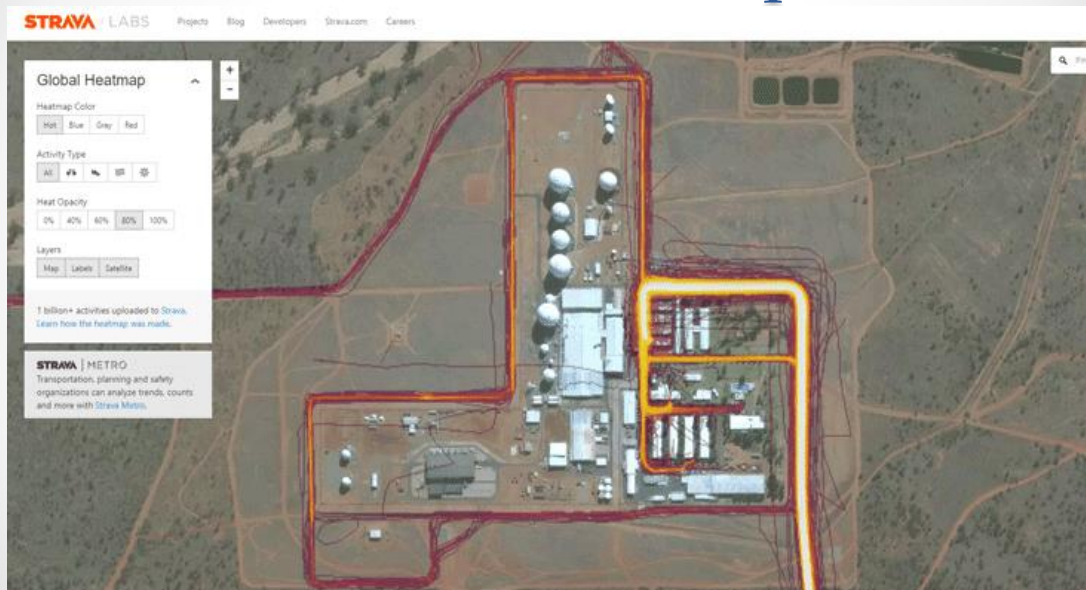 STRAVA LABS Projects Blog Developers Strava.com Careers
Global Heatmap
+
-
Heatmap Color
Hot Blue Grey Red
Activity Type
All
Heat Opacity
0% 40% 60% 80% 100%
Layers
Map Labels Satellite
1 billion+ activities uploaded to Strava.
Learn how the heatmap was made.
STRAVA | METRO
Transportation, planning and safety
organizations can analyze trends, counts
and more with Strava Metro.